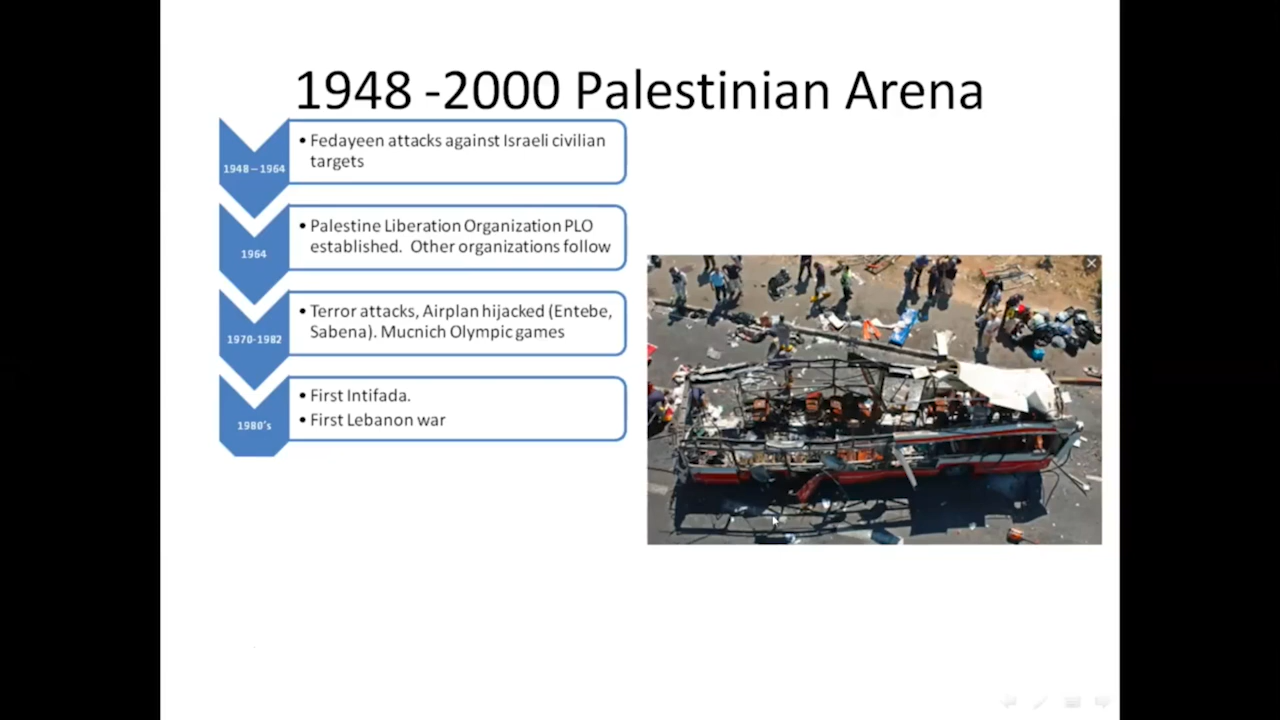 1948 -2000 Palestinian Arena
1948 – 1964
• Fedayeen attacks against Israeli civilian
targets
1964
• Palestine Liberation Organization PLO
established. Other organizations follow
1970-1982
• Terror attacks, Airplan hijacked (Entebe,
Sabena). Mucnich Olympic games
1980's
• First Intifada.
• First Lebanon war